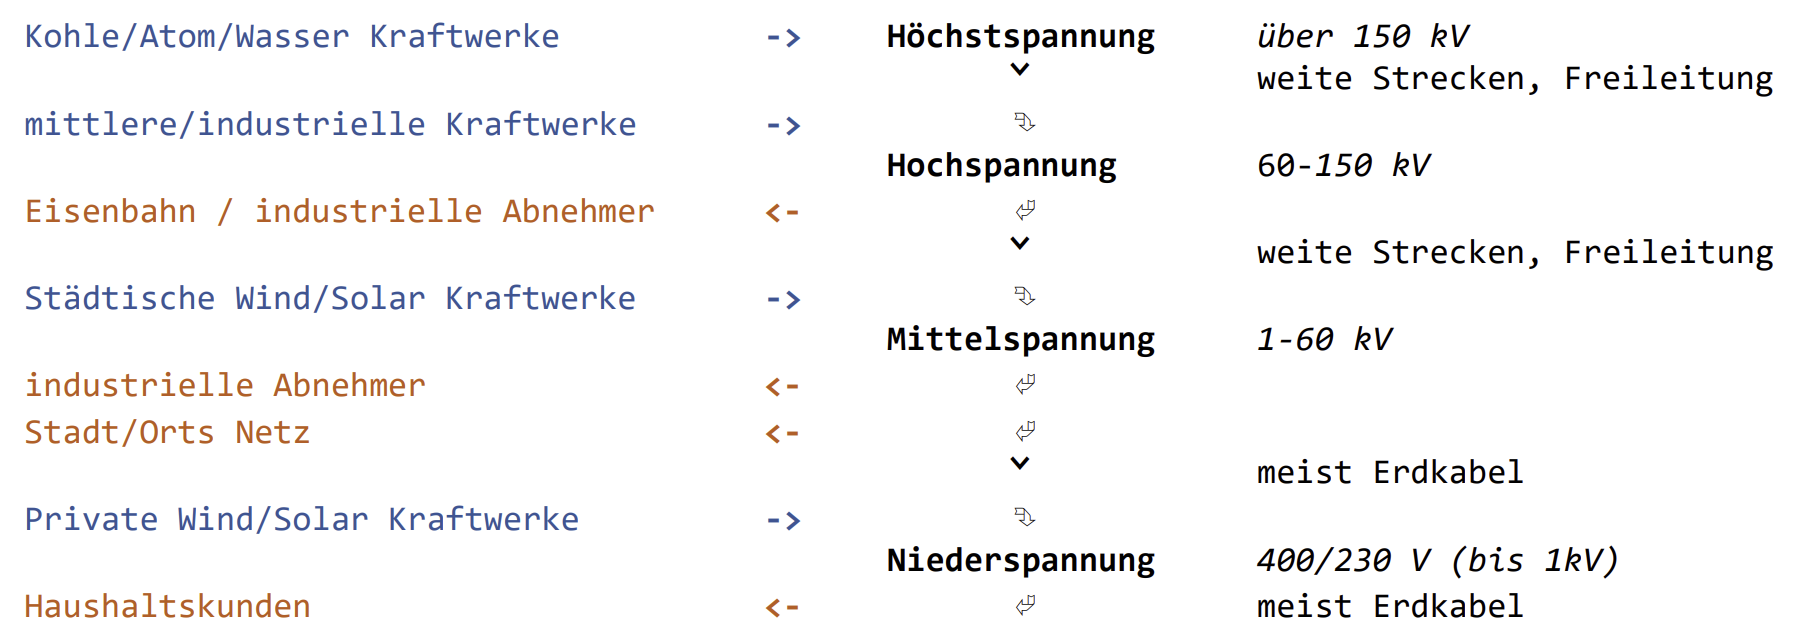 Kohle/Atom/Wasser Kraftwerke -> Höchstspannung über 150 kV
weite Strecken, Freileitung
mittlere/industrielle Kraftwerke ->
Hochspannung 60-150 kV
Eisenbahn / industrielle Abnehmer <-
weite Strecken, Freileitung
Städtische Wind/Solar Kraftwerke ->
Mittelspannung 1-60 kV
industrielle Abnehmer <-
Stadt/Orts Netz <-
meist Erdkabel
Private Wind/Solar Kraftwerke ->
Niederspannung 400/230 V (bis 1kV)
Haushaltskunden <- meist Erdkabel